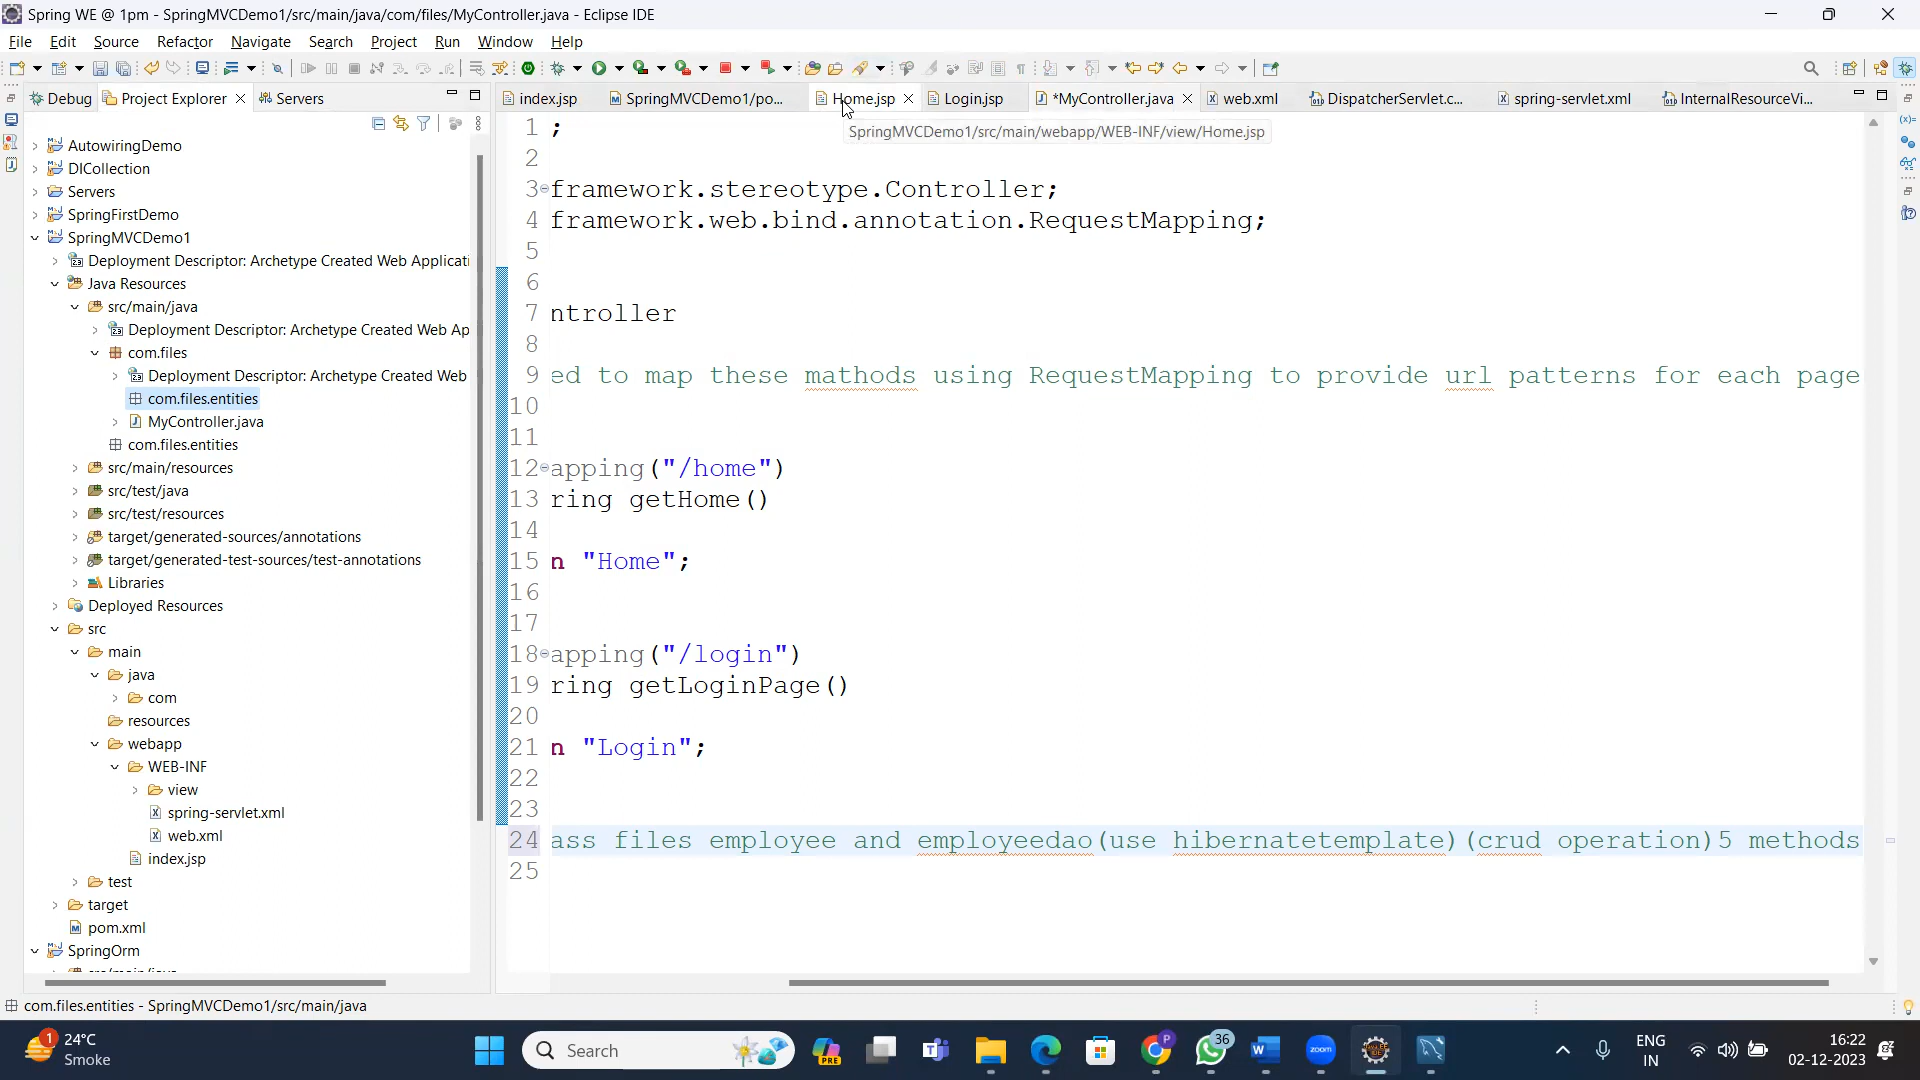 Spring WE @ 1pm - SpringMVCDemo1/src/main/java/com/files/MyController.java - Eclipse IDE
File Edit Source Refactor Navigate Search Project Run Window Help
Debug Project Explorer Servers
index.jsp SpringMVCDemo1/po... Home.jsp Login.jsp *MyController.java web.xml DispatcherServlet.c... spring-servlet.xml InternalResourceVi...
SpringMVCDemo1/src/main/webapp/WEB-INF/view/Home.jsp
AutowiringDemo
DICollection
Servers
SpringFirstDemo
SpringMVCDemo1
Deployment Descriptor: Archetype Created Web Applicati
Java Resources
src/main/java
Deployment Descriptor: Archetype Created Web Ap
com.files
Deployment Descriptor: Archetype Created Web
com.files.entities
MyController.java
com.files.entities
src/main/resources
src/test/java
src/test/resources
target/generated-sources/annotations
target/generated-test-sources/test-annotations
Libraries
Deployed Resources
src
main
java
com
resources
webapp
WEB-INF
view
spring-servlet.xml
web.xml
index.jsp
test
target
pom.xml
SpringOrm
1 ;
2
3 framework.stereotype.Controller;
4 framework.web.bind.annotation.RequestMapping;
5
6
7 ntroller
8
9 ed to map these mathods using RequestMapping to provide url patterns for each page
10
11
12 apping("/home")
13 ring getHome()
14
15 n "Home";
16
17
18 apping("/login")
19 ring getLoginPage()
20
21 n "Login";
22
23
24 ass files employee and employeedao(use hibernatetemplate)(crud operation)5 methods
25
com.files.entities - SpringMVCDemo1/src/main/java
1 24°C
Smoke
Search
PRE
36
zoom
ENG
IN
16:22
02-12-2023